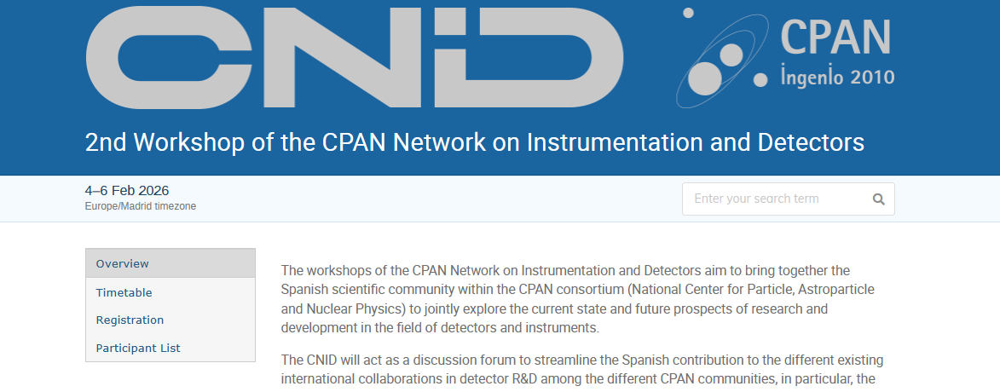 CNID
CPAN
İngenİo 2010
2nd Workshop of the CPAN Network on Instrumentation and Detectors
4–6 Feb 2026
Europe/Madrid timezone
Enter your search term
Overview
Timetable
Registration
Participant List
The workshops of the CPAN Network on Instrumentation and Detectors aim to bring together the
Spanish scientific community within the CPAN consortium (National Center for Particle, Astroparticle
and Nuclear Physics) to jointly explore the current state and future prospects of research and
development in the field of detectors and instruments.
The CNID will act as a discussion forum to streamline the Spanish contribution to the different existing
international collaborations in detector R&D among the different CPAN communities, in particular, the